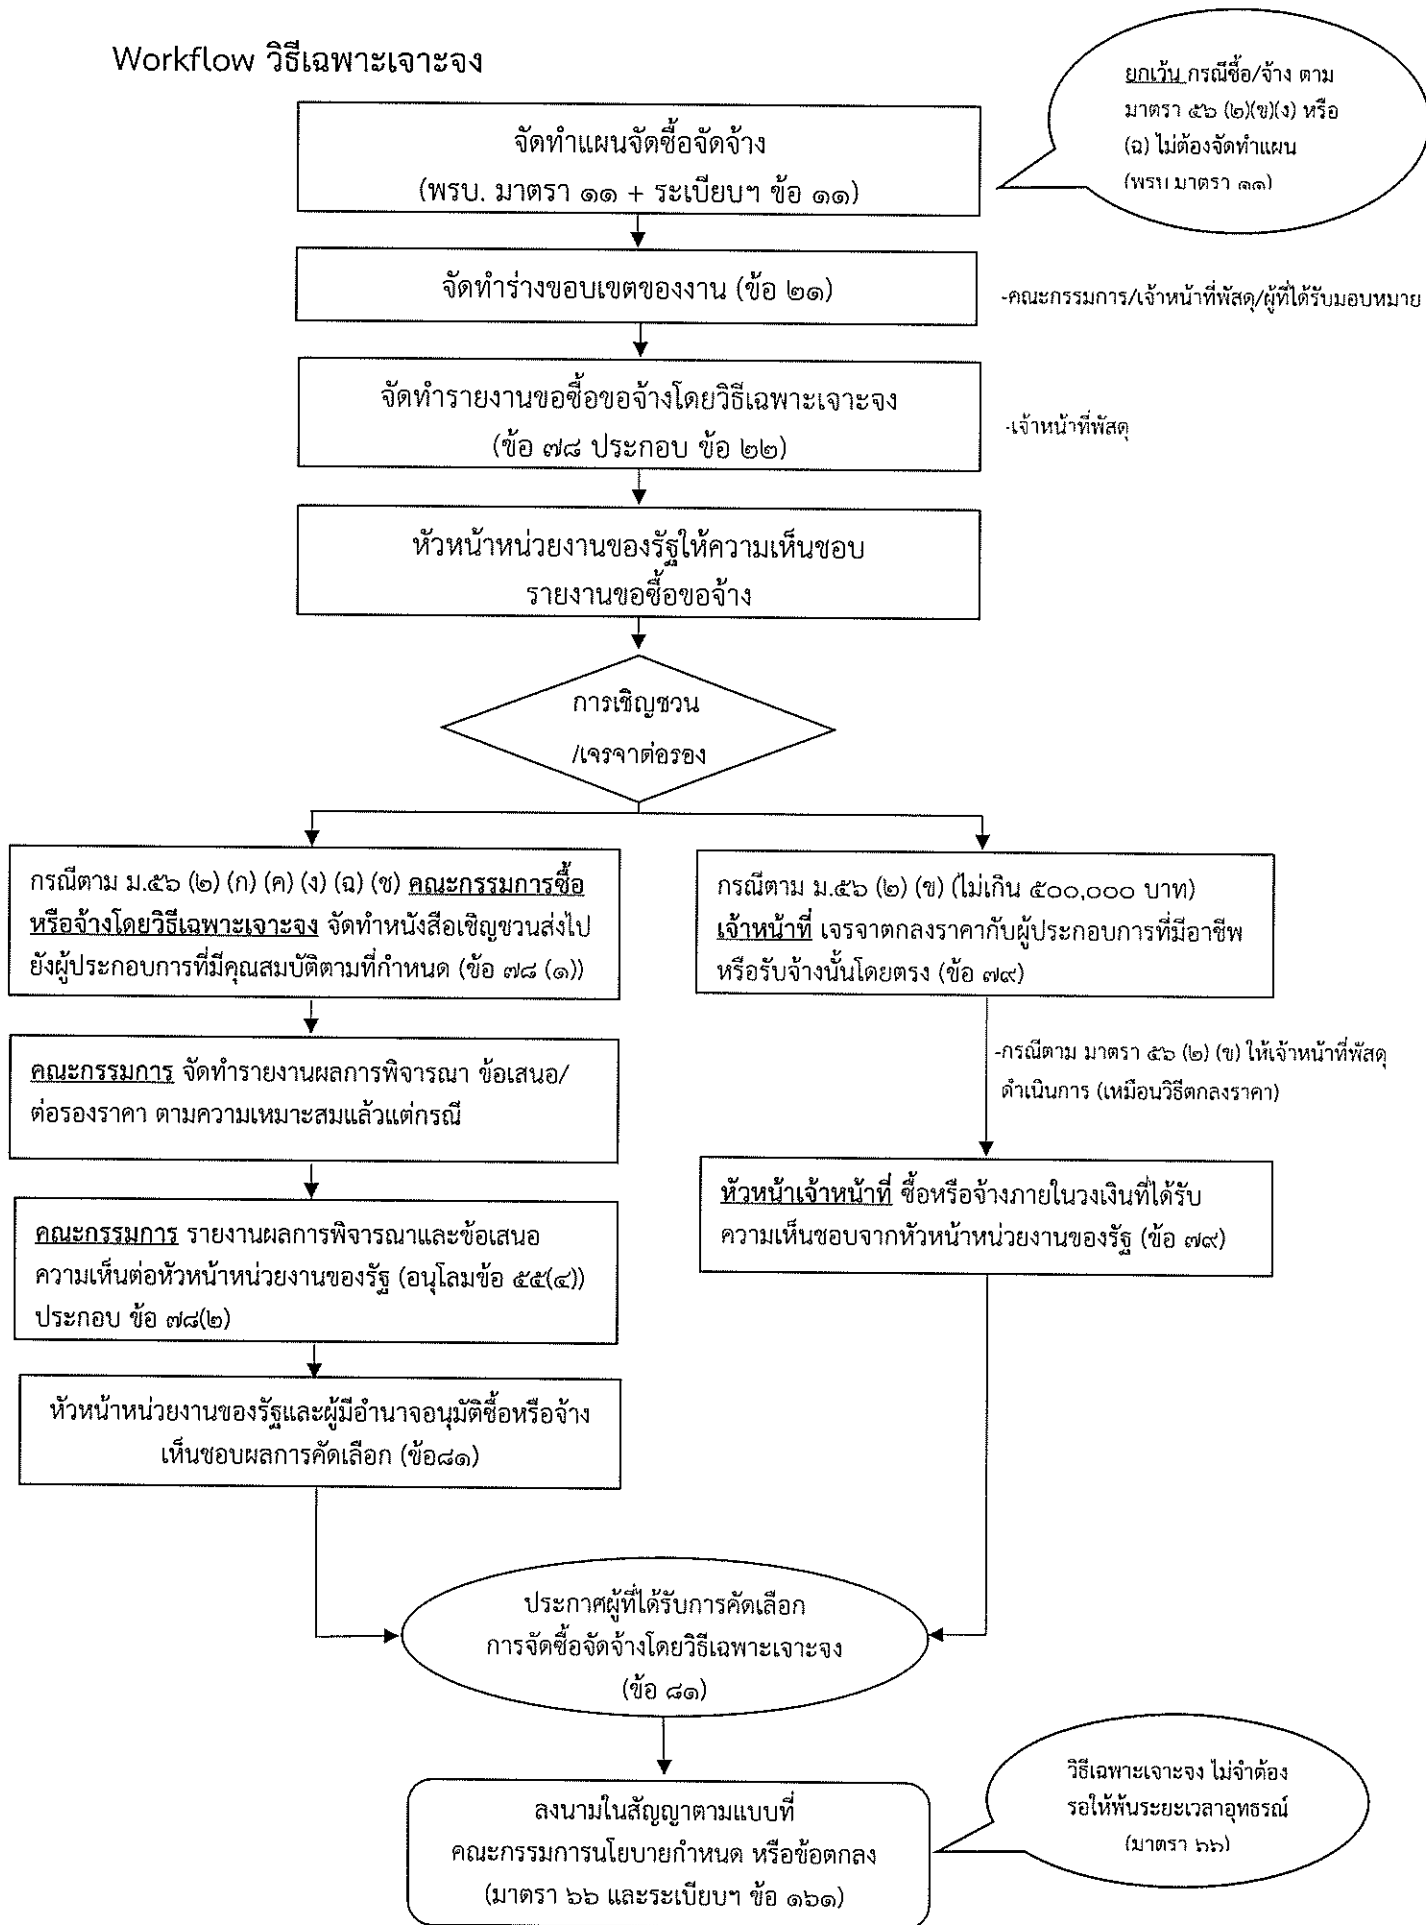 Workflow วิธีเฉพาะเจาะจง
ยกเว้น กรณีซื้อ/จ้าง ตาม
มาตรา ๕๖ (๒)(ข)(ง) หรือ
(ฉ) ไม่ต้องจัดทำแผน
(พรบ มาตรา ๑๑)
จัดทำแผนจัดซื้อจัดจ้าง
(พรบ. มาตรา ๑๑ + ระเบียบฯ ข้อ ๑๑)
จัดทำร่างขอบเขตของงาน (ข้อ ๒๑)
-คณะกรรมการ/เจ้าหน้าที่พัสดุ/ผู้ที่ได้รับมอบหมาย
จัดทำรายงานขอซื้อขอจ้างโดยวิธีเฉพาะเจาะจง
(ข้อ ๗๘ ประกอบ ข้อ ๒๒)
-เจ้าหน้าที่พัสดุ
หัวหน้าหน่วยงานของรัฐให้ความเห็นชอบ
รายงานขอซื้อขอจ้าง
การเชิญชวน
/เจรจาต่อรอง
กรณีตาม ม.๕๖ (๒) (ก) (ค) (ง) (ฉ) (ช) คณะกรรมการซื้อ
หรือจ้างโดยวิธีเฉพาะเจาะจง จัดทำหนังสือเชิญชวนส่งไป
ยังผู้ประกอบการที่มีคุณสมบัติตามที่กำหนด (ข้อ ๗๘ (๑))
คณะกรรมการ จัดทำรายงานผลการพิจารณา ข้อเสนอ/
ต่อรองราคา ตามความเหมาะสมแล้วแต่กรณี
คณะกรรมการ รายงานผลการพิจารณาและข้อเสนอ
ความเห็นต่อหัวหน้าหน่วยงานของรัฐ (อนุโลมข้อ ๕๕(๔))
ประกอบ ข้อ ๗๘(๒)
หัวหน้าหน่วยงานของรัฐและผู้มีอำนาจอนุมัติซื้อหรือจ้าง
เห็นชอบผลการคัดเลือก (ข้อ๘๑)
กรณีตาม ม.๕๖ (๒) (ข) (ไม่เกิน ๕๐๐,๐๐๐ บาท)
เจ้าหน้าที่ เจรจาตกลงราคากับผู้ประกอบการที่มีอาชีพ
หรือรับจ้างนั้นโดยตรง (ข้อ ๗๙)
-กรณีตาม มาตรา ๕๖ (๒) (ข) ให้เจ้าหน้าที่พัสดุ
ดำเนินการ (เหมือนวิธีตกลงราคา)
หัวหน้าเจ้าหน้าที่ ซื้อหรือจ้างภายในวงเงินที่ได้รับ
ความเห็นชอบจากหัวหน้าหน่วยงานของรัฐ (ข้อ ๗๙)
ประกาศผู้ที่ได้รับการคัดเลือก
การจัดซื้อจัดจ้างโดยวิธีเฉพาะเจาะจง
(ข้อ ๘๑)
ลงนามในสัญญาตามแบบที่
คณะกรรมการนโยบายกำหนด หรือข้อตกลง
(มาตรา ๖๖ และระเบียบฯ ข้อ ๑๖๑)
วิธีเฉพาะเจาะจง ไม่จำต้อง
รอให้พ้นระยะเวลาอุทธรณ์
(มาตรา ๖๖)